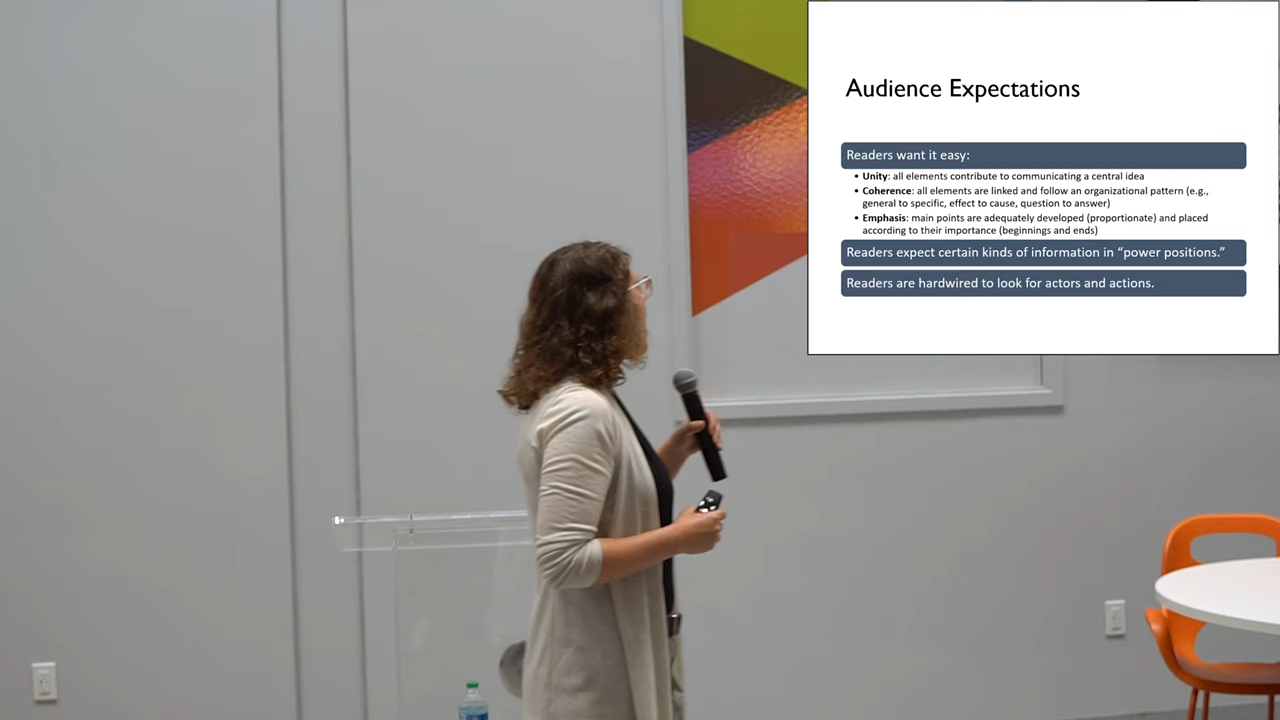 Audience Expectations
Readers want it easy:
• Unity: all elements contribute to communicating a central idea
• Coherence: all elements are linked and follow an organizational pattern (e.g.,
general to specific, effect to cause, question to answer)
• Emphasis: main points are adequately developed (proportionate) and placed
according to their importance (beginnings and ends)
Readers expect certain kinds of information in “power positions.”
Readers are hardwired to look for actors and actions.